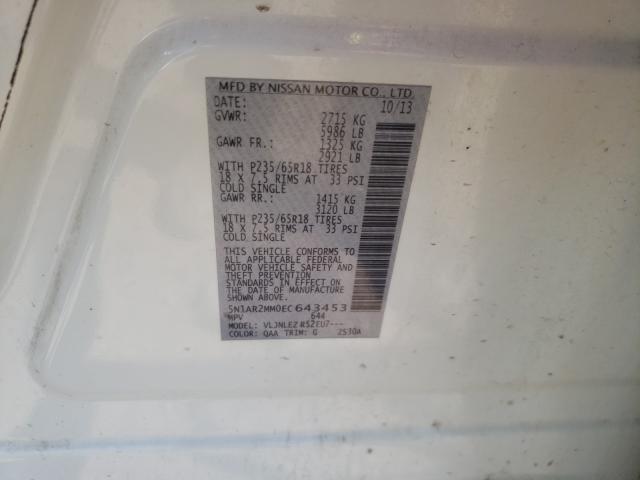 MFD BY NISSAN MOTOR CO., LTD.
DATE: 10/13
GVWR: 2715 KG
5986 LB
GAWR FR.: 1325 KG
2921 LB
WITH P235/65R18 TIRES
18 X 7.5 RIMS AT 33 PSI
COLD SINGLE
GAWR RR.: 1415 KG
3120 LB
WITH P235/65R18 TIRES
18 X 7.5 RIMS AT 33 PSI
COLD SINGLE
THIS VEHICLE CONFORMS TO
ALL APPLICABLE FEDERAL
MOTOR VEHICLE SAFETY AND
THEFT PREVENTION
STANDARDS IN EFFECT ON
DATE OF MANUFACTURE:
5N1AR2MM0EC643453
MPV 644
MODEL:
COLOR: QAA TRIM: G 2530A